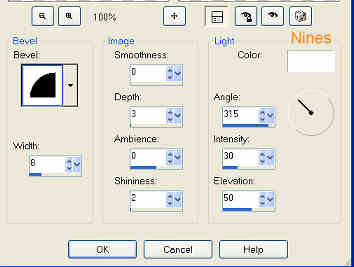 100%
Nines
Bevel
Bevel:
Width:
8
Image
Smoothness:
0
Depth:
3
Ambience:
0
Shininess:
2
Light
Color:
Angle:
315
Intensity:
30
Elevation:
50
OK
Cancel
Help